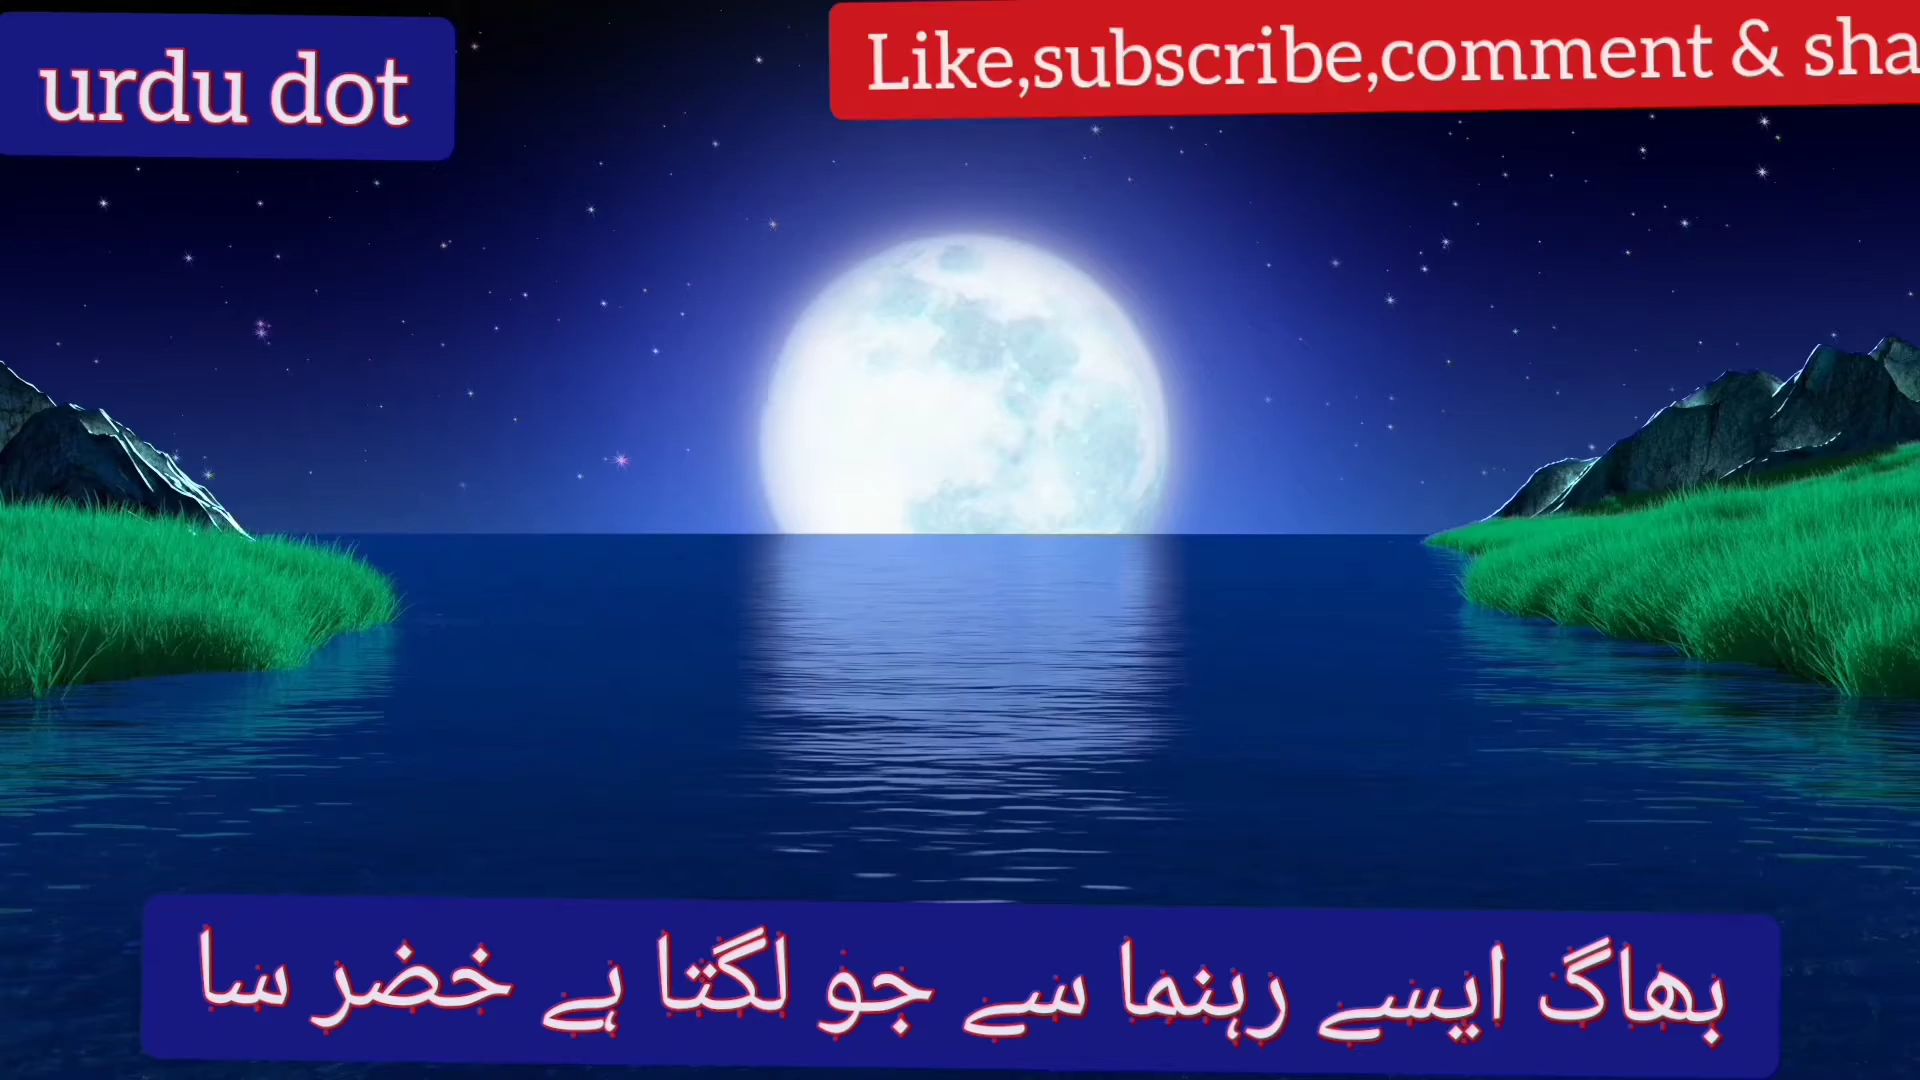 urdu dot
Like,subscribe,comment & sha
بھاگ ایسے رہنما سے جو لگتا ہے خضر سا